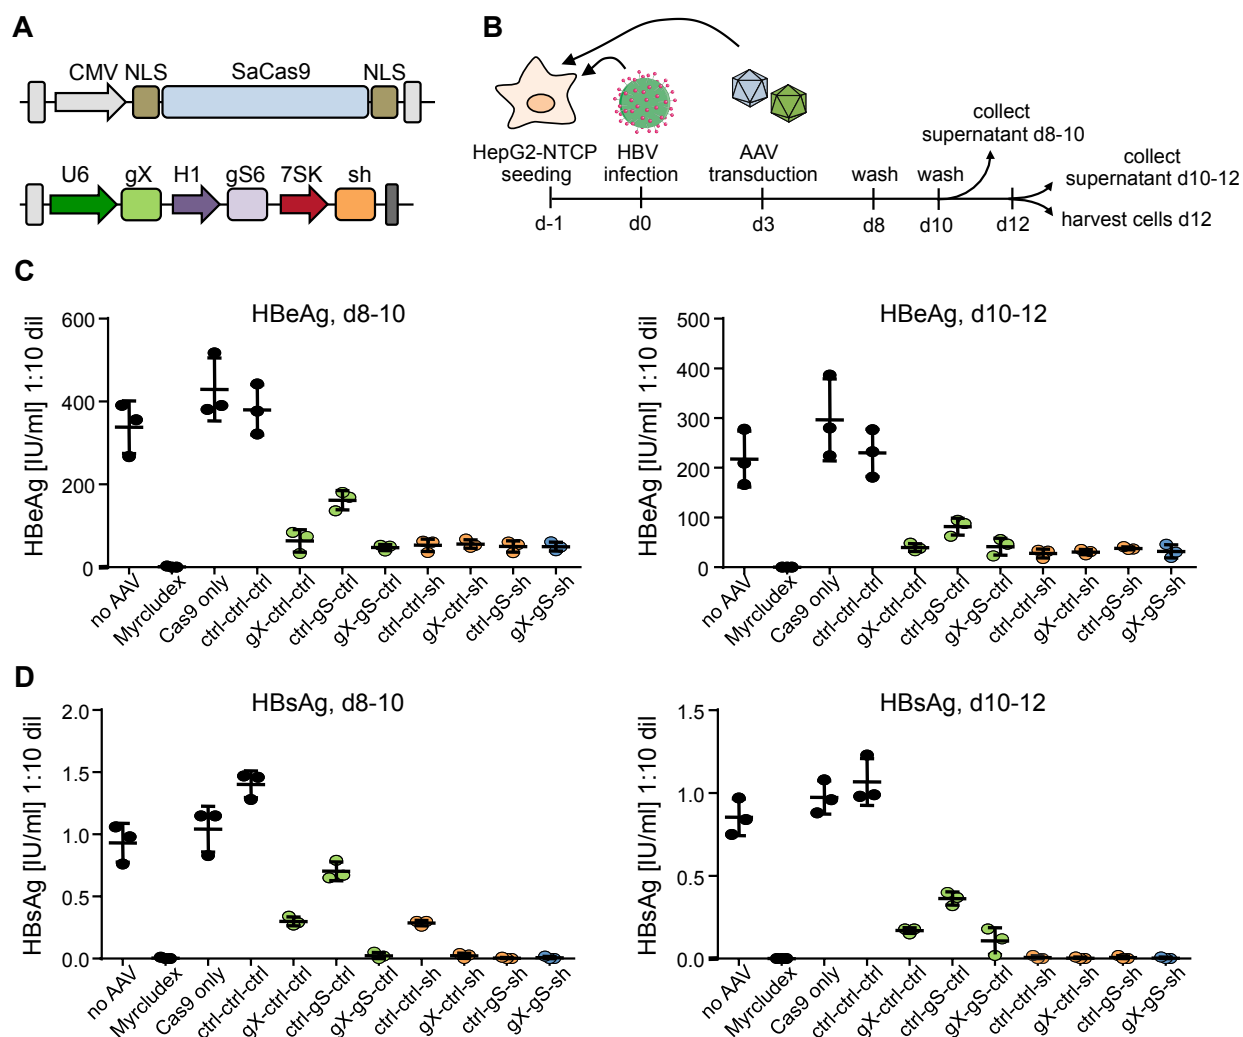 A
CMV NLS SaCas9 NLS
U6 gX H1 gS6 7SK sh
B
HepG2-NTCP
seeding
HBV
infection
AAV
transduction
wash
wash
collect
supernatant d8-10
collect
supernatant d10-12
harvest cells d12
d-1 d0 d3 d8 d10 d12
C
HBeAg, d8-10
HBeAg [IU/ml] 1:10 dil
600
400
200
0
no AAV
Myrcludex
Cas9 only
ctrl-ctrl-ctrl
gX-ctrl-ctrl
ctrl-gS-ctrl
gX-gS-ctrl
ctrl-ctrl-sh
gX-ctrl-sh
ctrl-gS-sh
gX-gS-sh
HBeAg, d10-12
HBeAg [IU/ml] 1:10 dil
500
400
300
200
100
0
no AAV
Myrcludex
Cas9 only
ctrl-ctrl-ctrl
gX-ctrl-ctrl
ctrl-gS-ctrl
gX-gS-ctrl
ctrl-ctrl-sh
gX-ctrl-sh
ctrl-gS-sh
gX-gS-sh
D
HBsAg, d8-10
HBsAg [IU/ml] 1:10 dil
2.0
1.5
1.0
0.5
0.0
no AAV
Myrcludex
Cas9 only
ctrl-ctrl-ctrl
gX-ctrl-ctrl
ctrl-gS-ctrl
gX-gS-ctrl
ctrl-ctrl-sh
gX-ctrl-sh
ctrl-gS-sh
gX-gS-sh
HBsAg, d10-12
HBsAg [IU/ml] 1:10 dil
1.5
1.0
0.5
0.0
no AAV
Myrcludex
Cas9 only
ctrl-ctrl-ctrl
gX-ctrl-ctrl
ctrl-gS-ctrl
gX-gS-ctrl
ctrl-ctrl-sh
gX-ctrl-sh
ctrl-gS-sh
gX-gS-sh